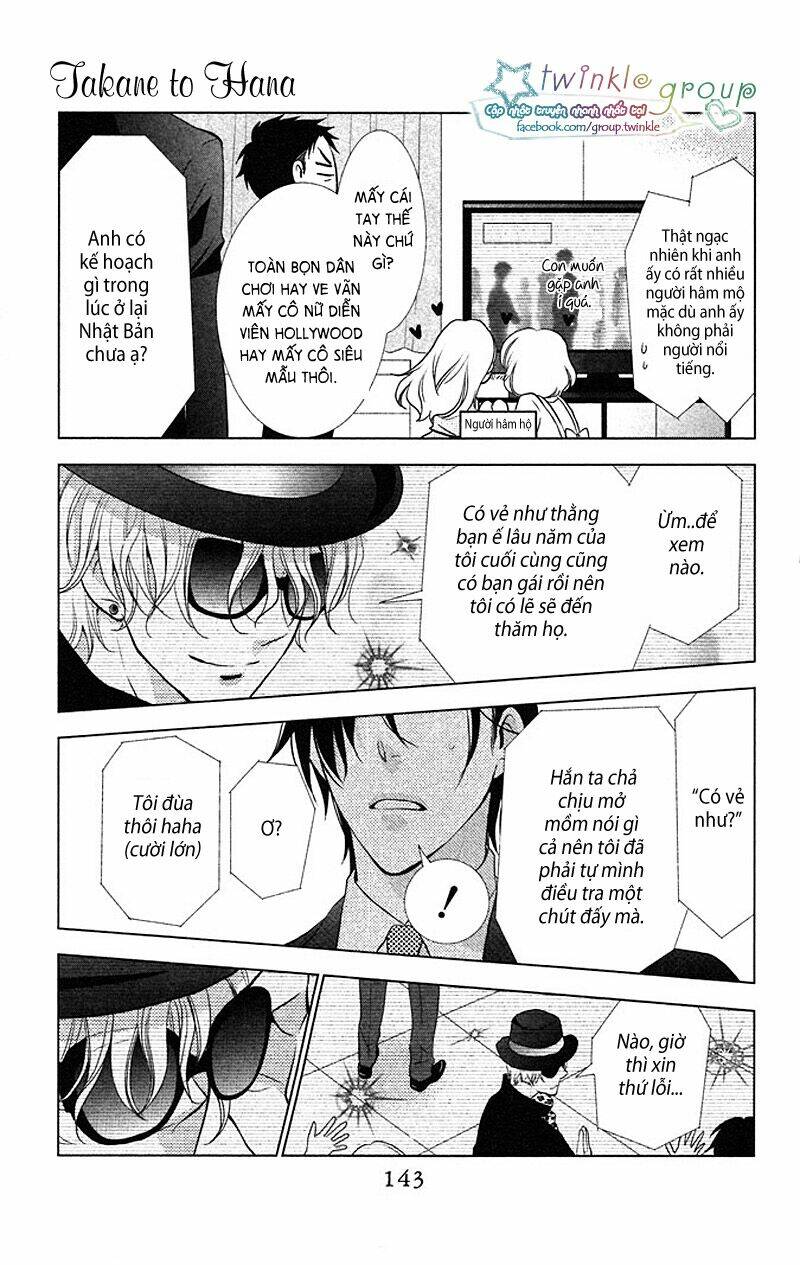 Takane to Hana
twinkle group
cập nhật truyện nhanh nhất tại
facebook.com/group.twinkle
Thật ngạc
nhiên khi anh
ấy có rất nhiều
người hâm mộ
mặc dù anh ấy
không phải
người nổi
tiếng.
Con muốn
gặp anh
í quá.
Người hâm hộ
MẤY CÁI
TAY THẾ
NÀY CHỨ
GÌ?
TOÀN BỌN DÂN
CHƠI HAY VE VÃN
MẤY CÔ NỮ DIỄN
VIÊN HOLLYWOOD
HAY MẤY CÔ SIÊU
MẪU THÔI.
Anh có
kế hoạch
gì trong
lúc ở lại
Nhật Bản
chưa ạ?
Ừm..để
xem
nào.
Có vẻ như thằng
bạn ế lâu năm của
tôi cuối cùng cũng
có bạn gái rồi nên
tôi có lẽ sẽ đến
thăm họ.
“Có vẻ
như?”
Hắn ta chả
chịu mở
mồm nói gì
cả nên tôi đã
phải tự mình
điều tra một
chút đấy mà.
!
Ơ?
Tôi đùa
thôi haha
(cười lớn)
Nào, giờ
thì xin
thứ lỗi...
143